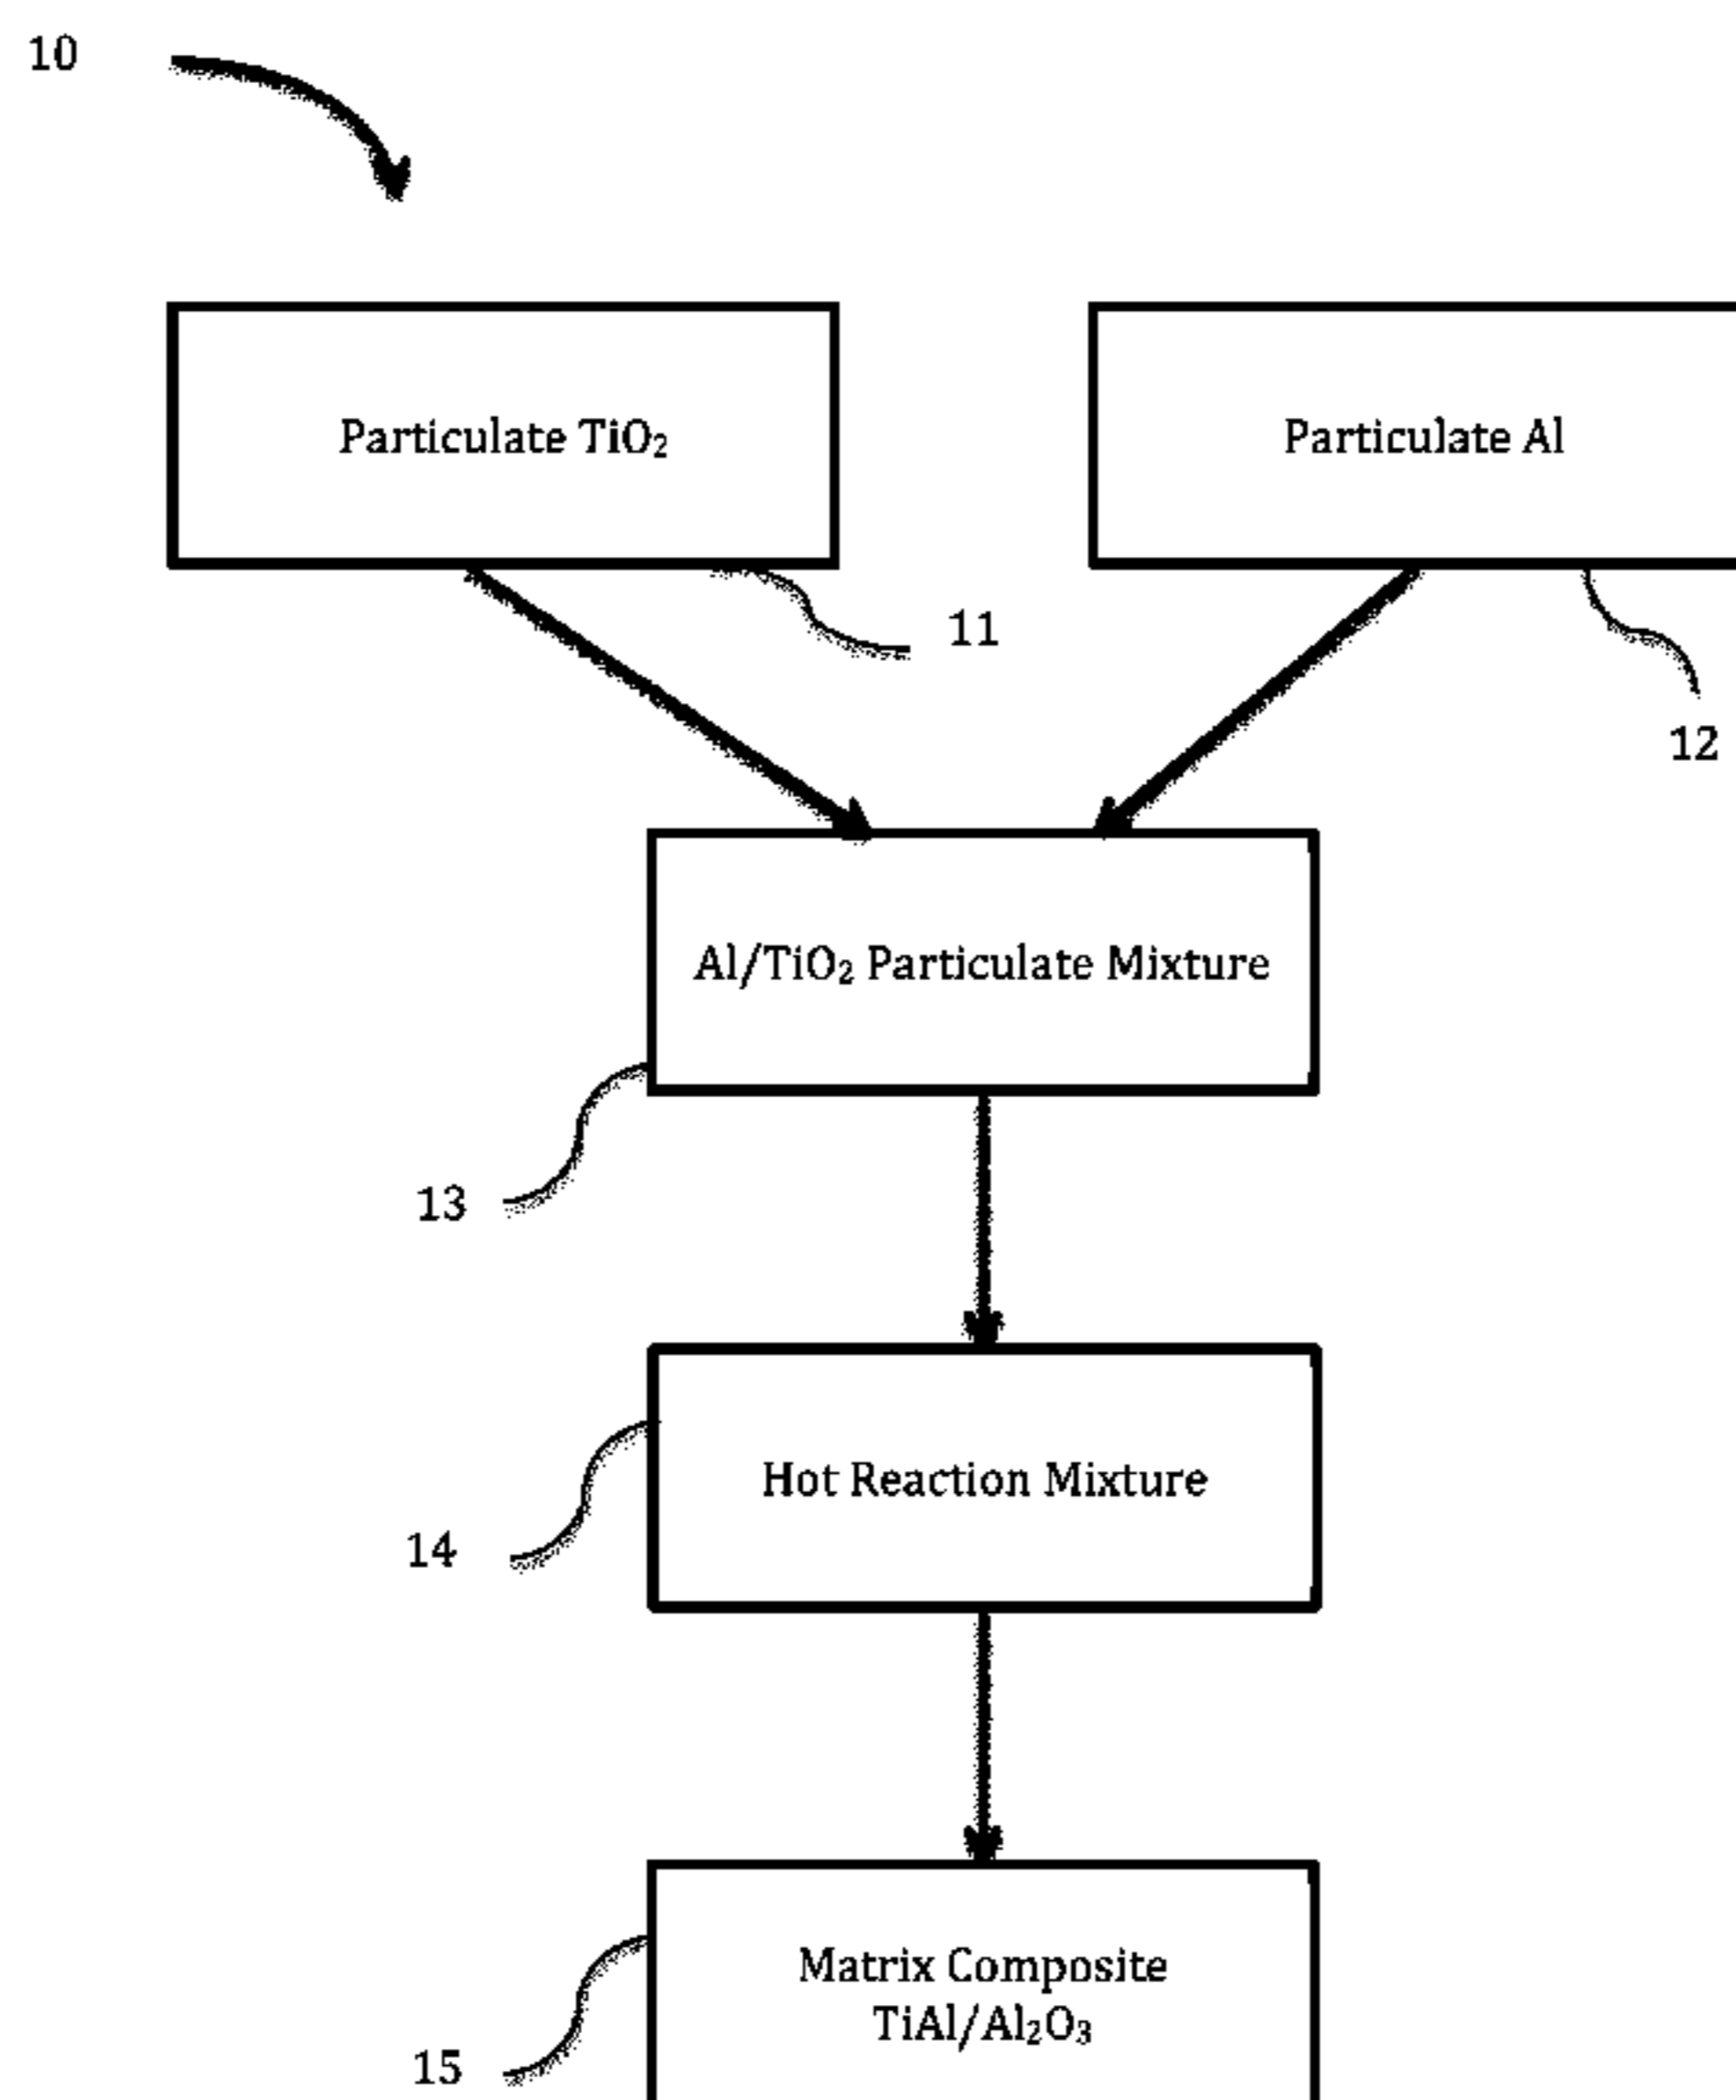 10
Particulate TiO₂
Particulate Al
11
12
Al/TiO₂ Particulate Mixture
13
Hot Reaction Mixture
14
Matrix Composite
TiAl/Al₂O₃
15